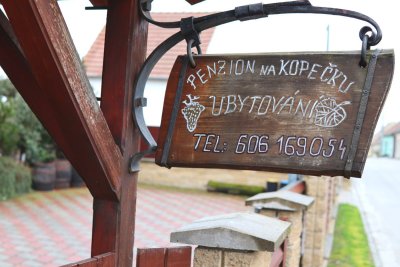 PENZION NA KOPEČKU
UBYTOVÁNÍ
TEL: 606 169054